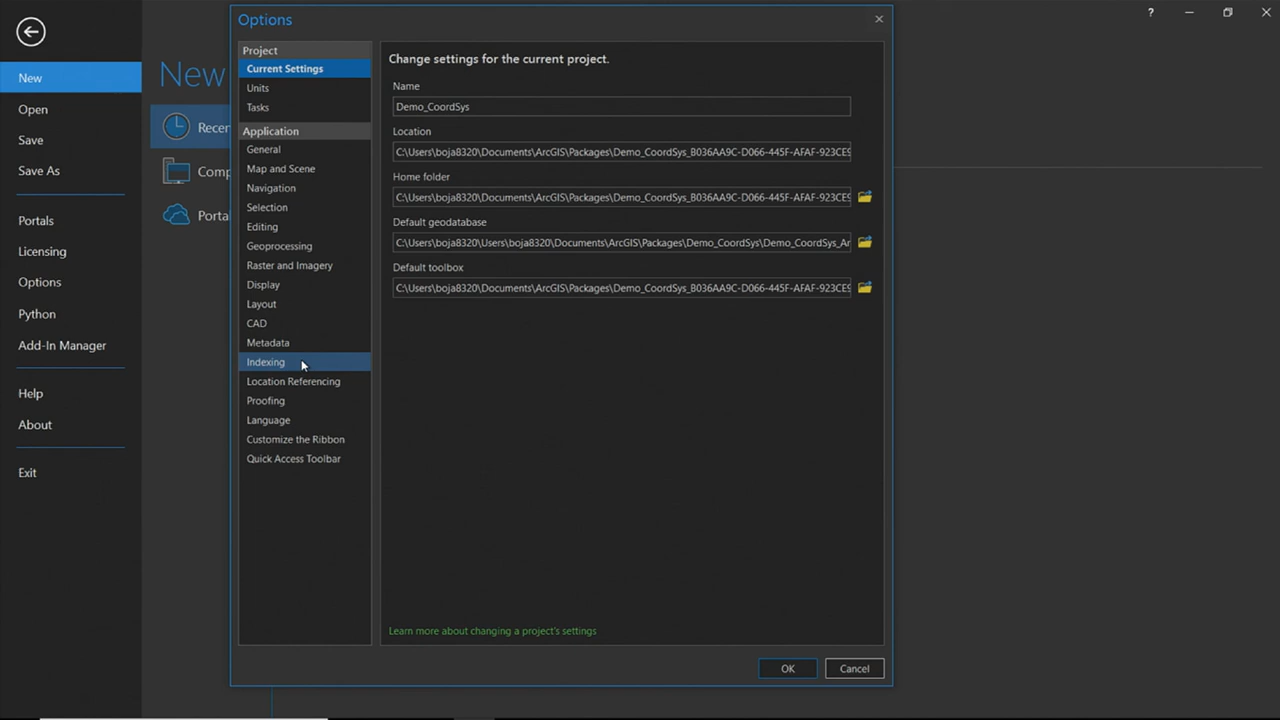 Options
?
New
Open
Save
Save As
Portals
Licensing
Options
Python
Add-In Manager
Help
About
Exit
New
Recen
Comp
Porta
Project
Current Settings
Units
Tasks
Application
General
Map and Scene
Navigation
Selection
Editing
Geoprocessing
Raster and Imagery
Display
Layout
CAD
Metadata
Indexing
Location Referencing
Proofing
Language
Customize the Ribbon
Quick Access Toolbar
Change settings for the current project.
Name
Demo_CoordSys
Location
C:\Users\boja8320\Documents\ArcGIS\Packages\Demo_CoordSys_B036AA9C-D066-445F-AFAF-923CE9
Home folder
C:\Users\boja8320\Documents\ArcGIS\Packages\Demo_CoordSys_B036AA9C-D066-445F-AFAF-923CE9
Default geodatabase
C:\Users\boja8320\Users\boja8320\Documents\ArcGIS\Packages\Demo_CoordSys\Demo_CoordSys_Ar
Default toolbox
C:\Users\boja8320\Documents\ArcGIS\Packages\Demo_CoordSys_B036AA9C-D066-445F-AFAF-923CE9
Learn more about changing a project's settings
OK
Cancel